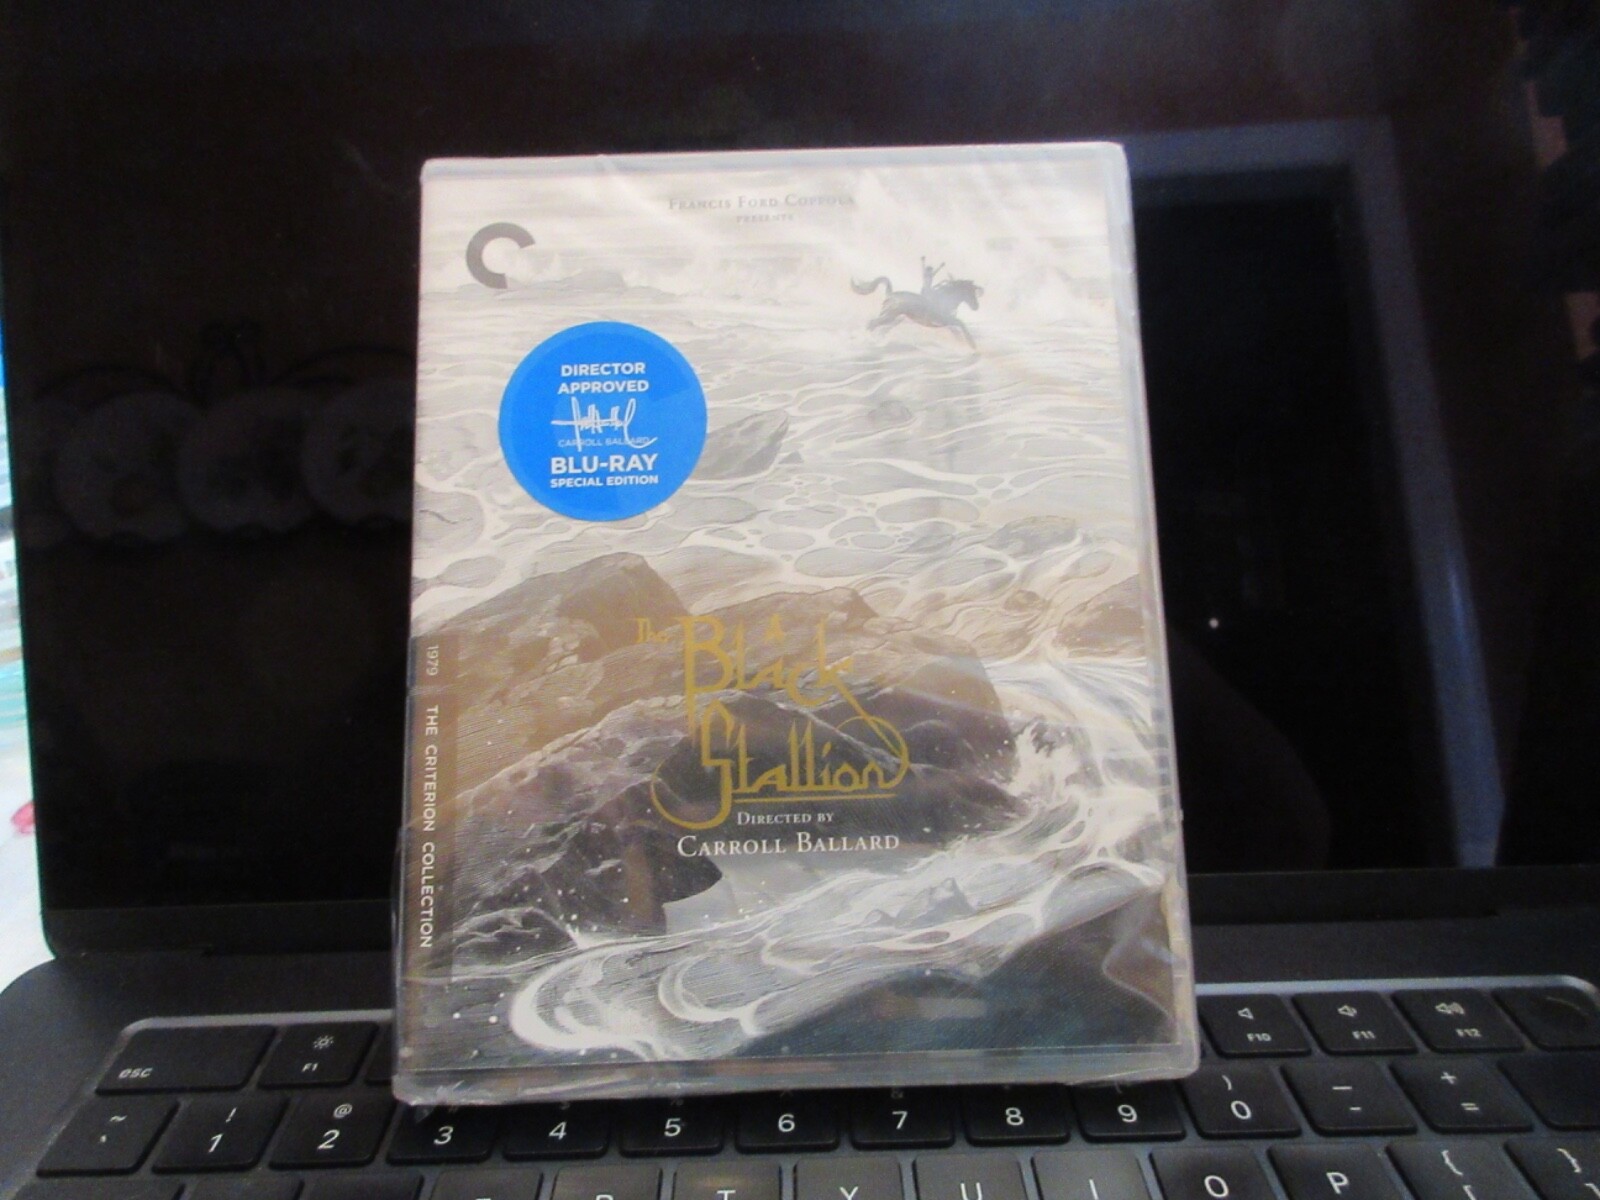 Francis Ford Coppola
presents
DIRECTOR
APPROVED
CARROLL BALLARD
BLU-RAY
SPECIAL EDITION
The Black
Stallion
Directed by
Carroll Ballard
1979 THE CRITERION COLLECTION
esc
F1
F10
F11
F12
~
`
!
1
@
2
3
4
5
6
7
8
9
)
0
—
-
+
=
T
Y
U
I
O
P
{
}